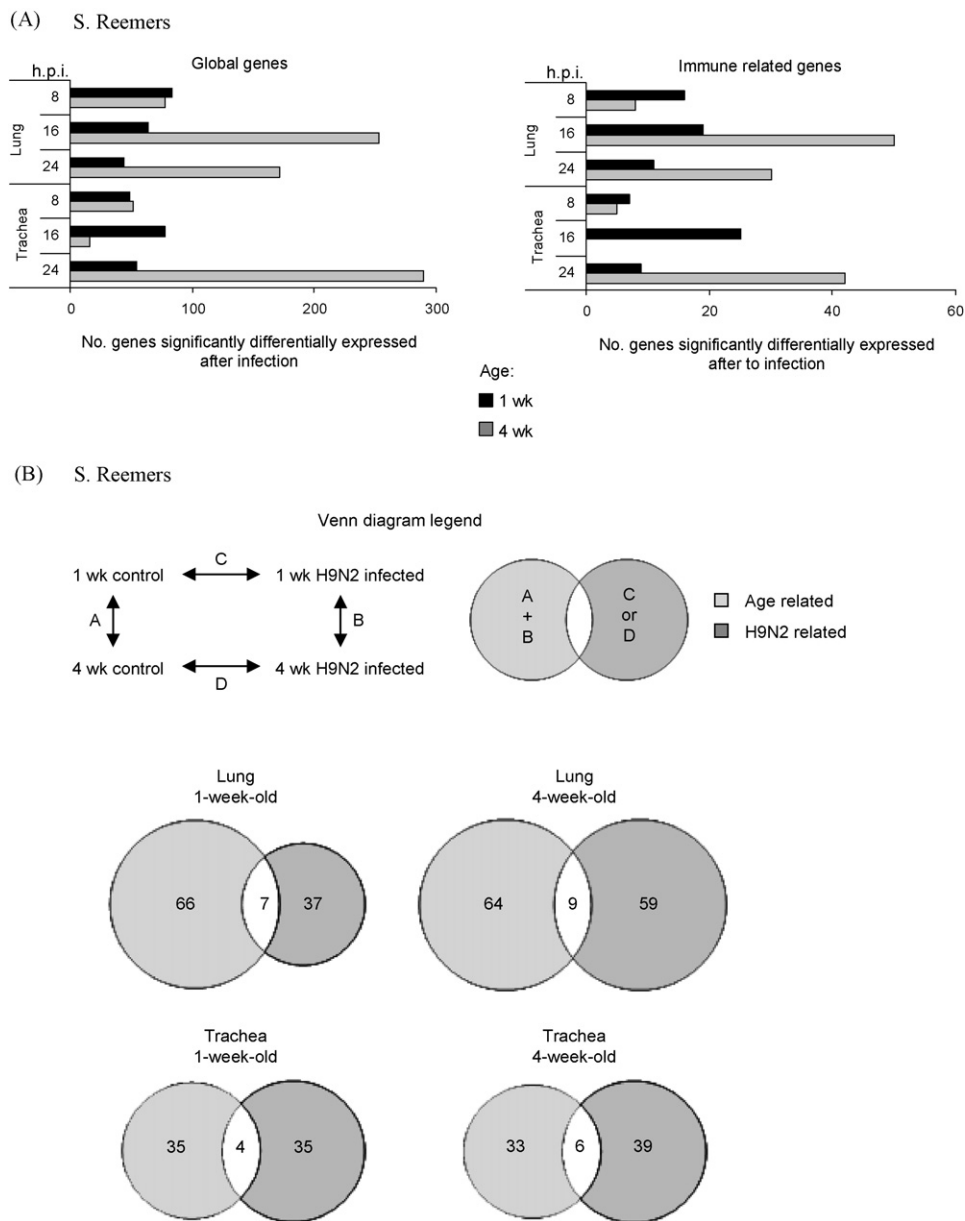 (A) S. Reemers
Global genes
h.p.i.
Lung
8
16
24
Trachea
8
16
24
0 100 200 300
No. genes significantly differentially expressed
after infection
Immune related genes
h.p.i.
Lung
8
16
24
Trachea
8
16
24
0 20 40 60
No. genes significantly differentially expressed
after to infection
Age:
1 wk
4 wk
(B) S. Reemers
Venn diagram legend
C
1 wk control 1 wk H9N2 infected
A B
4 wk control 4 wk H9N2 infected
D
A
+
B
C
or
D
Age related
H9N2 related
Lung
1-week-old
66 7 37
Lung
4-week-old
64 9 59
Trachea
1-week-old
35 4 35
Trachea
4-week-old
33 6 39